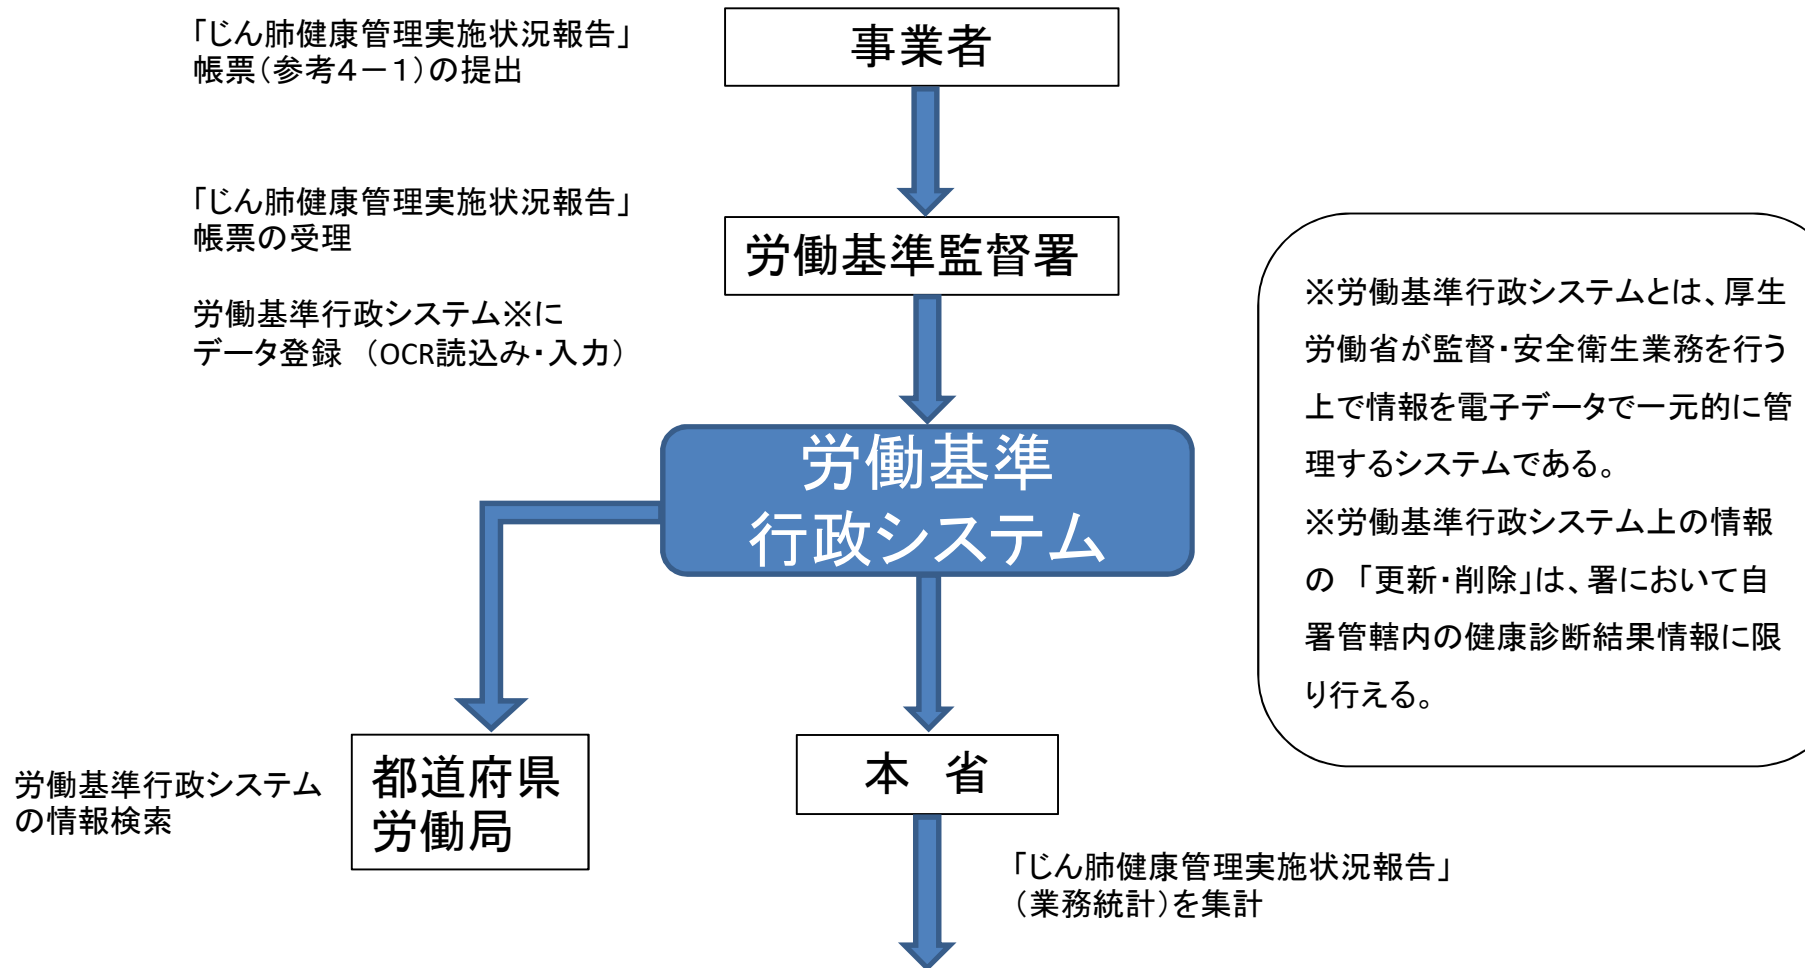 「じん肺健康管理実施状況報告」
帳票（参考４－１）の提出
事業者
「じん肺健康管理実施状況報告」
帳票の受理
労働基準監督署
労働基準行政システム※に
データ登録　（OCR読込み・入力）
労働基準
行政システム
※労働基準行政システムとは、厚生
労働省が監督・安全衛生業務を行う
上で情報を電子データで一元的に管
理するシステムである。
※労働基準行政システム上の情報
の　「更新・削除」は、署において自
署管轄内の健康診断結果情報に限
り行える。
労働基準行政システム
の情報検索
都道府県
労働局
本　省
「じん肺健康管理実施状況報告」
（業務統計）を集計